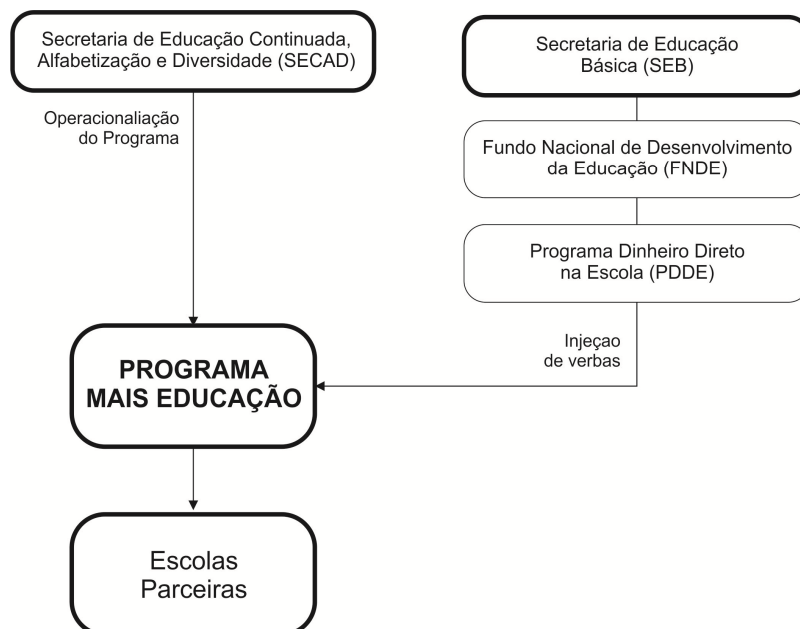 Secretaria de Educação Continuada,
Alfabetização e Diversidade (SECAD)
Secretaria de Educação
Básica (SEB)
Operacionaliação
do Programa
Fundo Nacional de Desenvolvimento
da Educação (FNDE)
Programa Dinheiro Direto
na Escola (PDDE)
Injeçao
de verbas
PROGRAMA
MAIS EDUCAÇÃO
Escolas
Parceiras